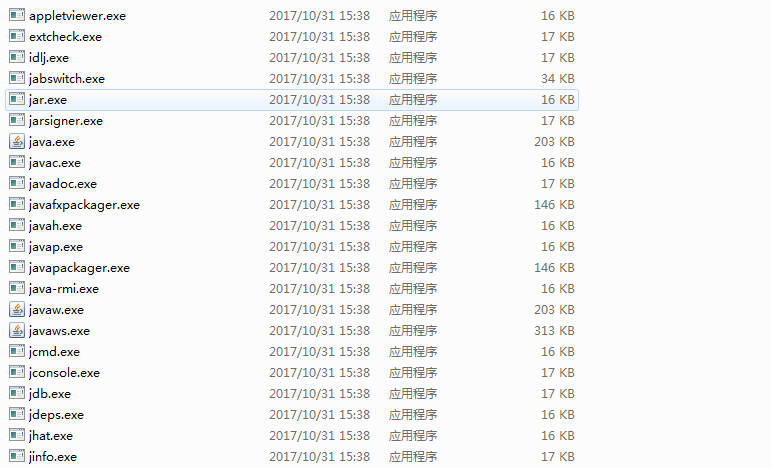 appletviewer.exe 2017/10/31 15:38 应用程序 16 KB
extcheck.exe 2017/10/31 15:38 应用程序 17 KB
idlj.exe 2017/10/31 15:38 应用程序 17 KB
jabswitch.exe 2017/10/31 15:38 应用程序 34 KB
jar.exe 2017/10/31 15:38 应用程序 16 KB
jarsigner.exe 2017/10/31 15:38 应用程序 17 KB
java.exe 2017/10/31 15:38 应用程序 203 KB
javac.exe 2017/10/31 15:38 应用程序 16 KB
javadoc.exe 2017/10/31 15:38 应用程序 17 KB
javafxpackager.exe 2017/10/31 15:38 应用程序 146 KB
javah.exe 2017/10/31 15:38 应用程序 16 KB
javap.exe 2017/10/31 15:38 应用程序 16 KB
javapackager.exe 2017/10/31 15:38 应用程序 146 KB
java-rmi.exe 2017/10/31 15:38 应用程序 16 KB
javaw.exe 2017/10/31 15:38 应用程序 203 KB
javaws.exe 2017/10/31 15:38 应用程序 313 KB
jcmd.exe 2017/10/31 15:38 应用程序 16 KB
jconsole.exe 2017/10/31 15:38 应用程序 17 KB
jdb.exe 2017/10/31 15:38 应用程序 17 KB
jdeps.exe 2017/10/31 15:38 应用程序 16 KB
jhat.exe 2017/10/31 15:38 应用程序 16 KB
jinfo.exe 2017/10/31 15:38 应用程序 17 KB